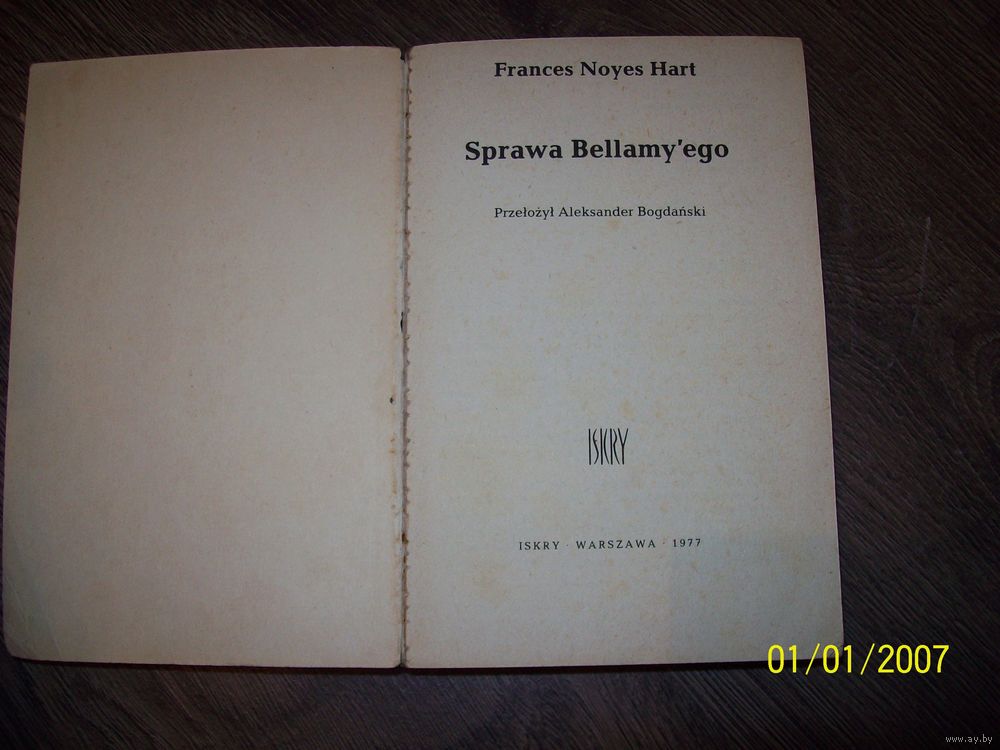 Frances Noyes Hart
Sprawa Bellamy'ego
Przełożył Aleksander Bogdański
ISKRY
ISKRY · WARSZAWA · 1977
01/01/2007
www.ay.by